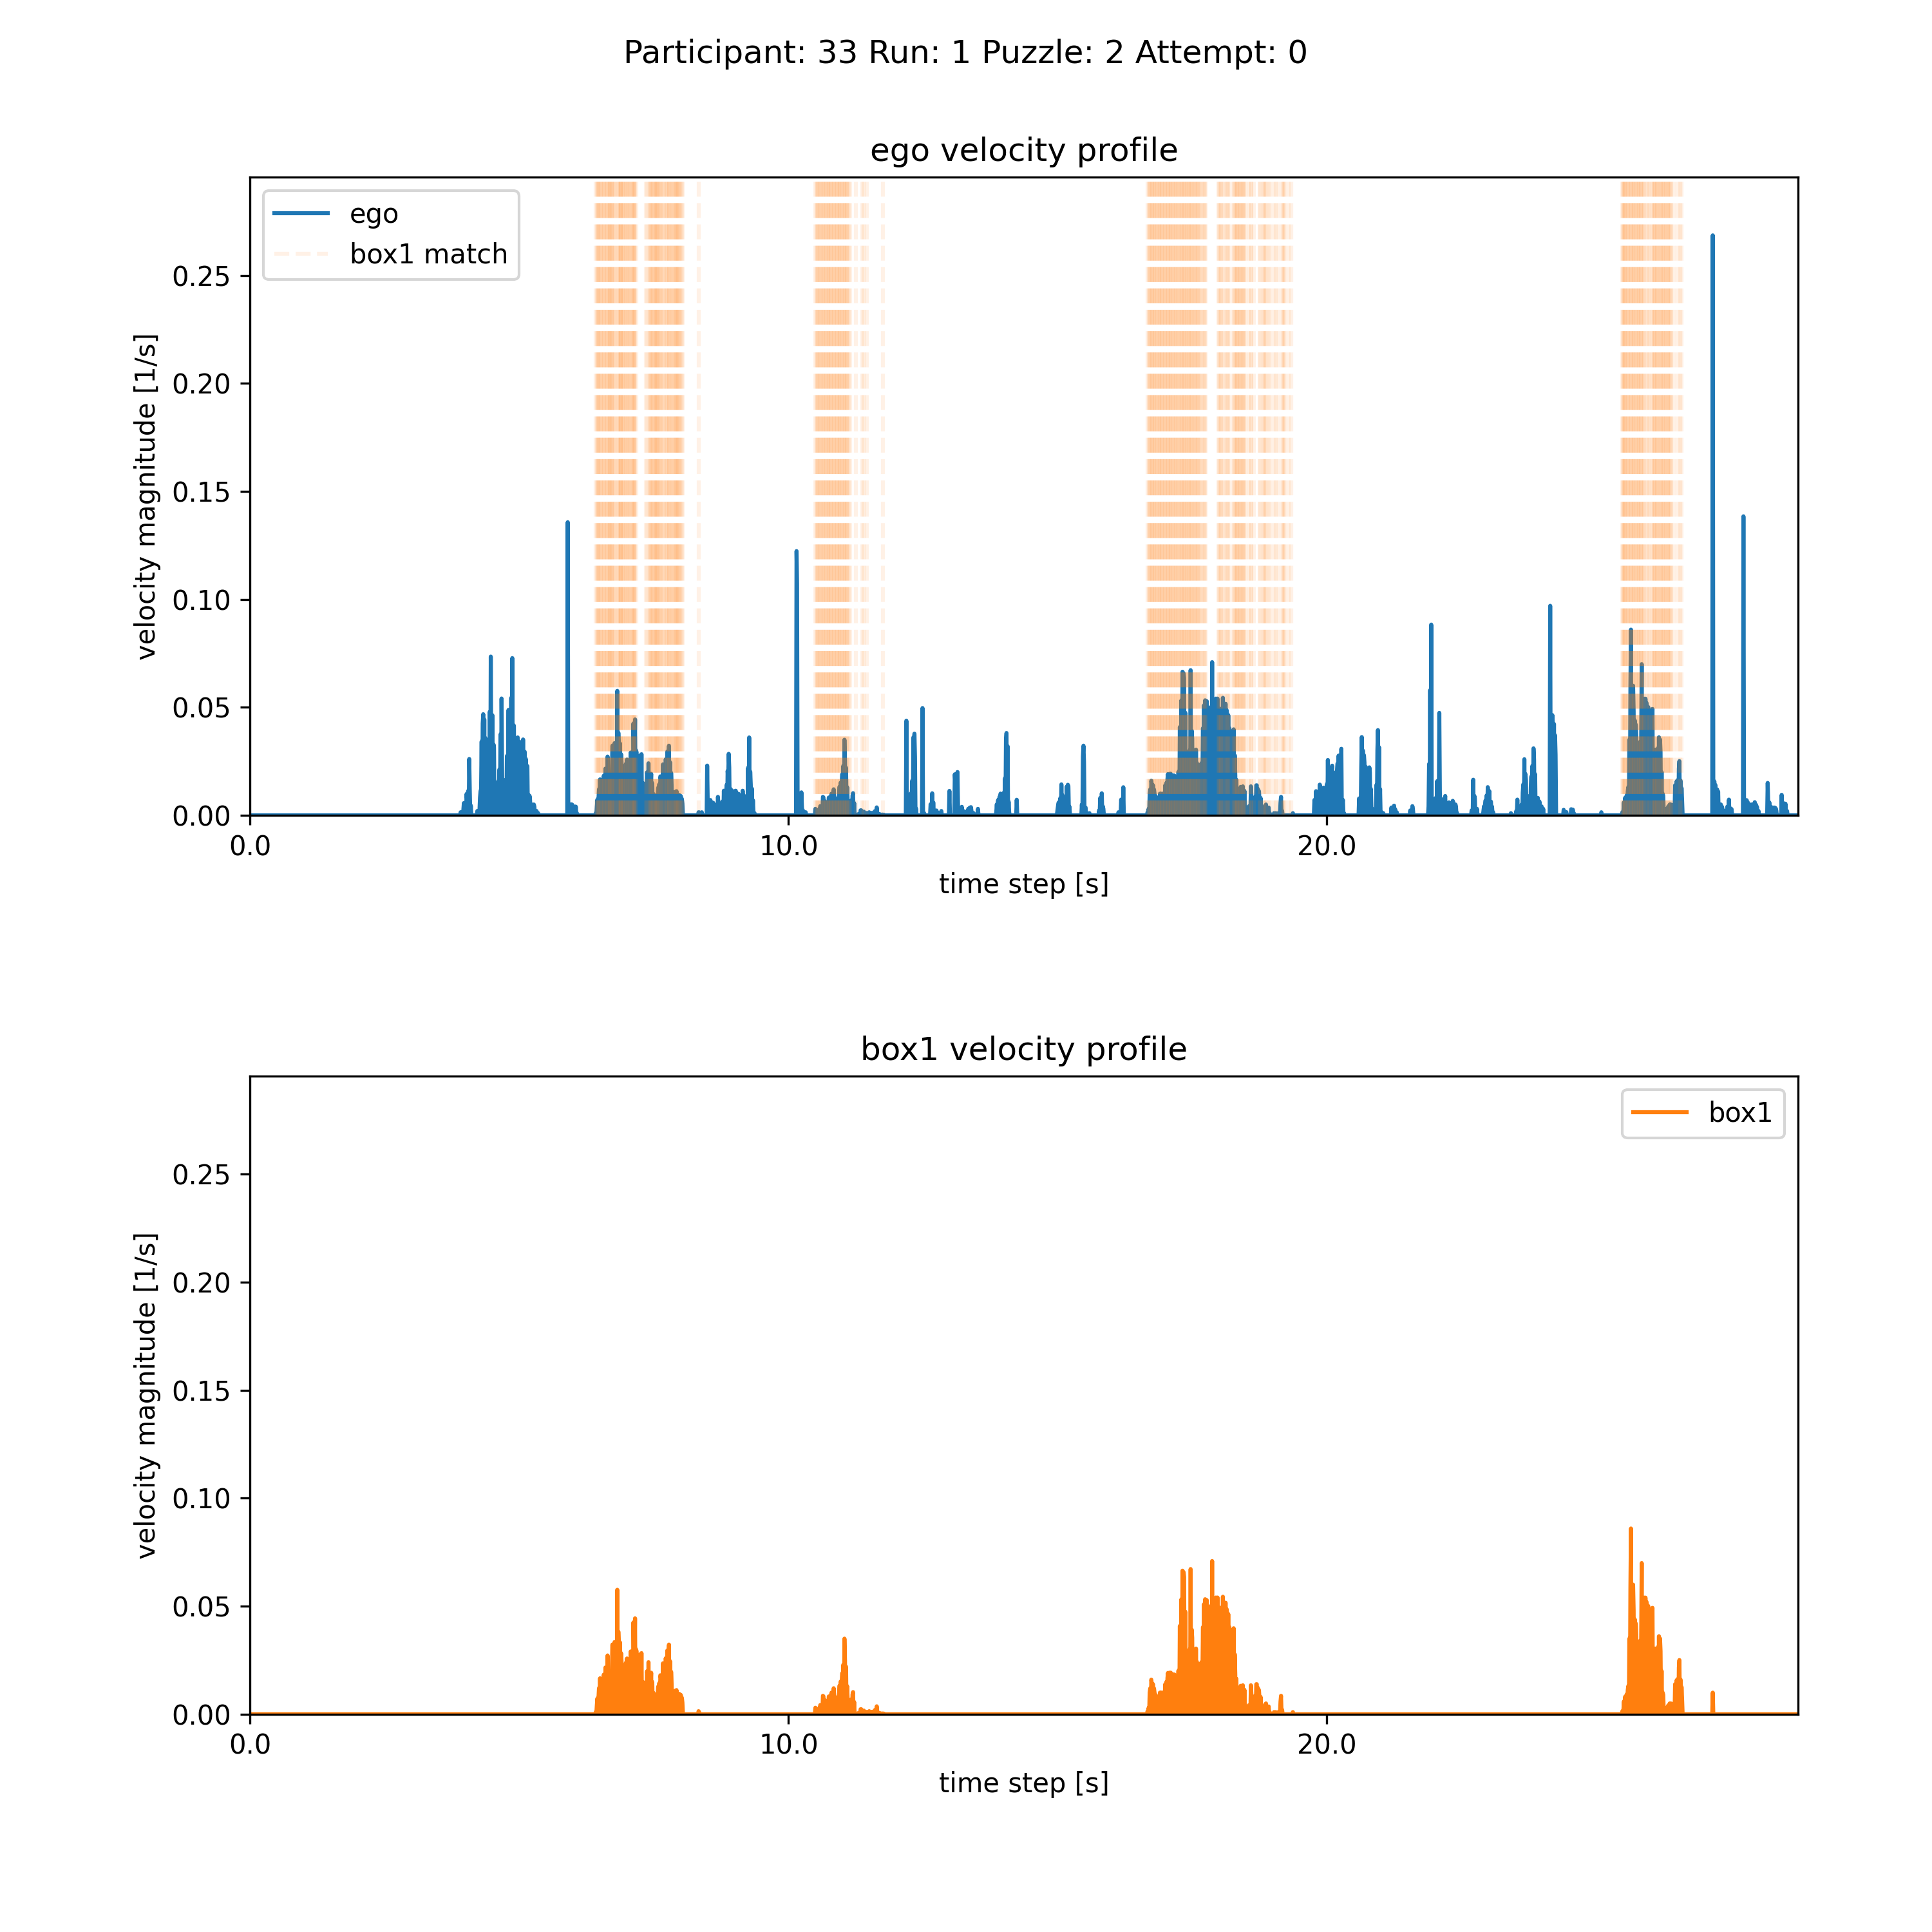 Participant: 33 Run: 1 Puzzle: 2 Attempt: 0
ego velocity profile
ego
box1 match
velocity magnitude [1/s]
0.25
0.20
0.15
0.10
0.05
0.00
0.0 10.0 20.0
time step [s]
box1 velocity profile
box1
velocity magnitude [1/s]
0.25
0.20
0.15
0.10
0.05
0.00
0.0 10.0 20.0
time step [s]